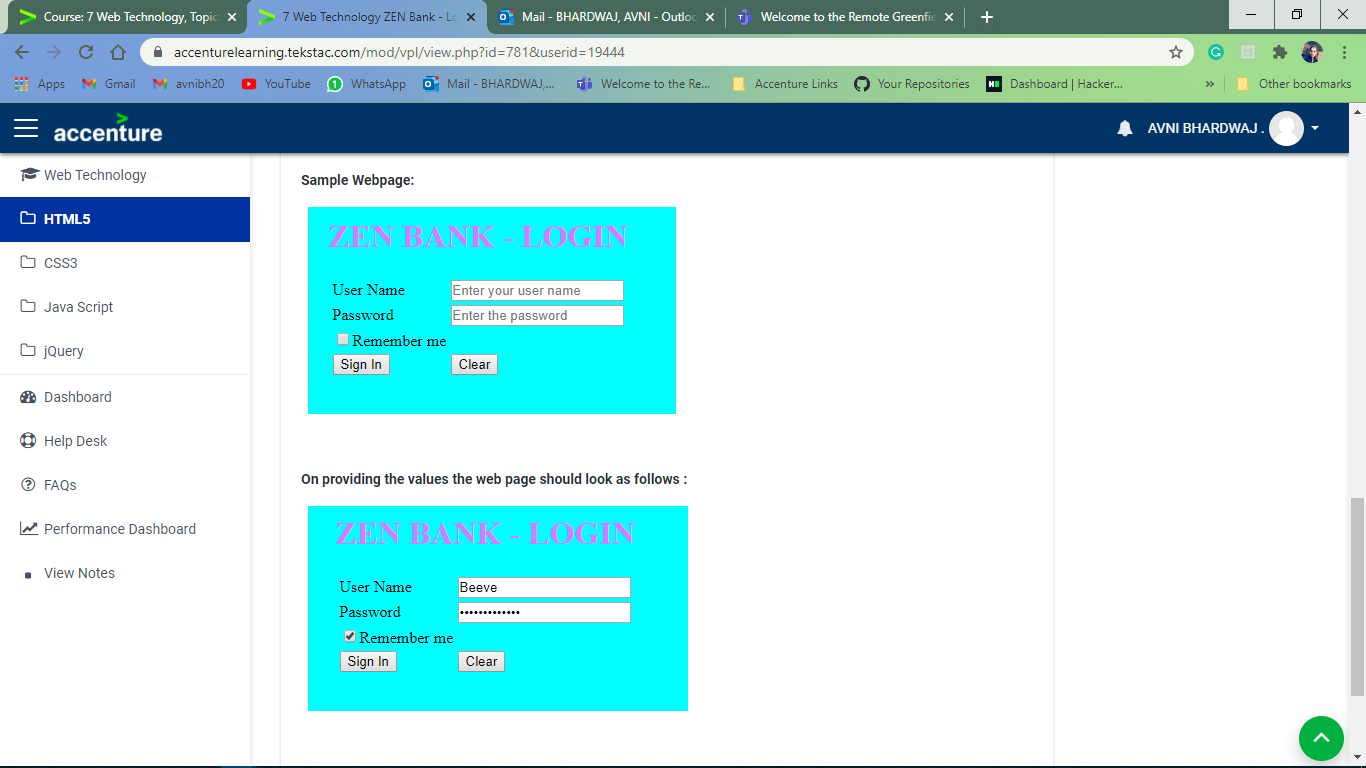 Course: 7 Web Technology, Topic
7 Web Technology ZEN Bank - Lo
Mail - BHARDWAJ, AVNI - Outloo
Welcome to the Remote Greenfie
accenturelearning.tekstac.com/mod/vpl/view.php?id=781&userid=19444
Apps
Gmail
avnibh20
YouTube
WhatsApp
Mail - BHARDWAJ,...
Welcome to the Re...
Accenture Links
Your Repositories
Dashboard | Hacker...
»
Other bookmarks
accenture
AVNI BHARDWAJ .
Web Technology
HTML5
CSS3
Java Script
jQuery
Dashboard
Help Desk
FAQs
Performance Dashboard
View Notes
Sample Webpage:
ZEN BANK - LOGIN
User Name Enter your user name
Password Enter the password
Remember me
Sign In Clear
On providing the values the web page should look as follows :
ZEN BANK - LOGIN
User Name Beeve
Password •••••••••••••
Remember me
Sign In Clear